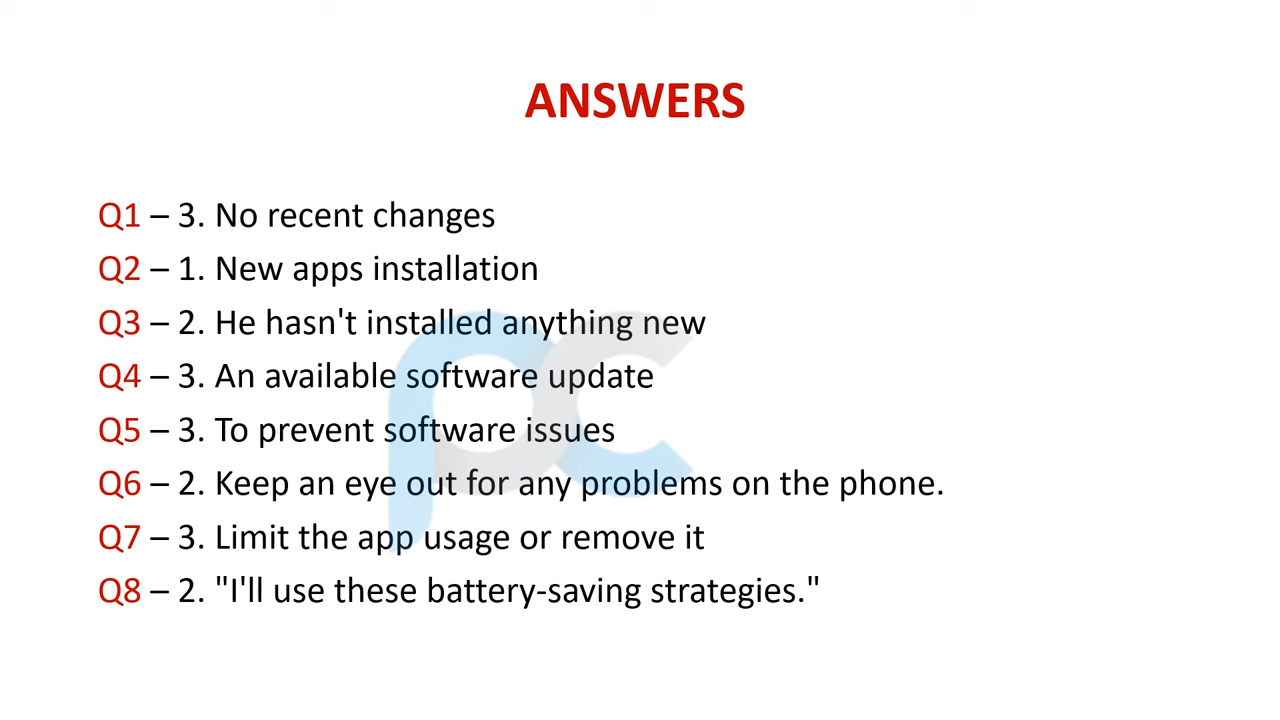 ANSWERS
Q1 – 3. No recent changes
Q2 – 1. New apps installation
Q3 – 2. He hasn't installed anything new
Q4 – 3. An available software update
Q5 – 3. To prevent software issues
Q6 – 2. Keep an eye out for any problems on the phone.
Q7 – 3. Limit the app usage or remove it
Q8 – 2. "I'll use these battery-saving strategies."
pc